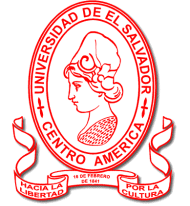 UNIVERSIDAD DE EL SALVADOR
CENTRO AMERICA
HACIA LA
LIBERTAD
16 DE FEBRERO
DE 1841
POR LA
CULTURA